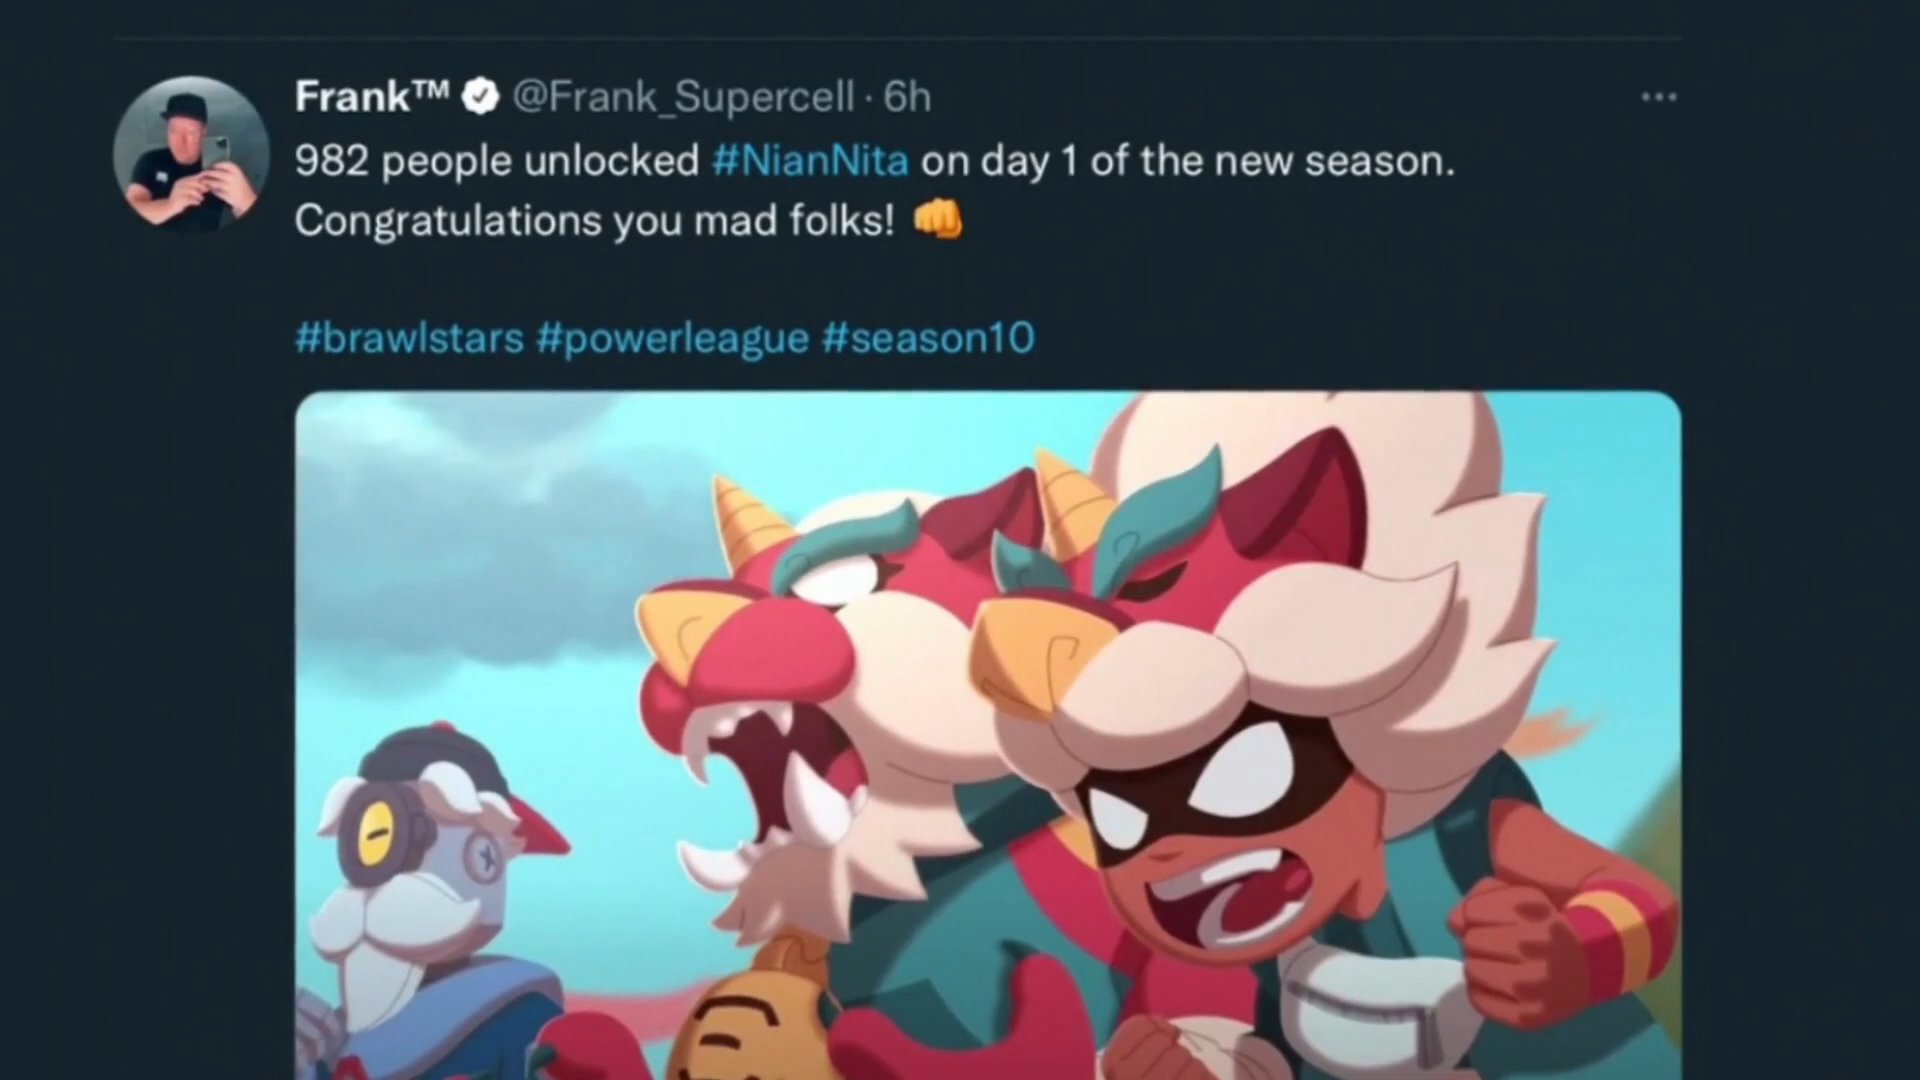 Frank™ @Frank_Supercell · 6h
982 people unlocked #NianNita on day 1 of the new season.
Congratulations you mad folks! 👊
#brawlstars #powerleague #season10